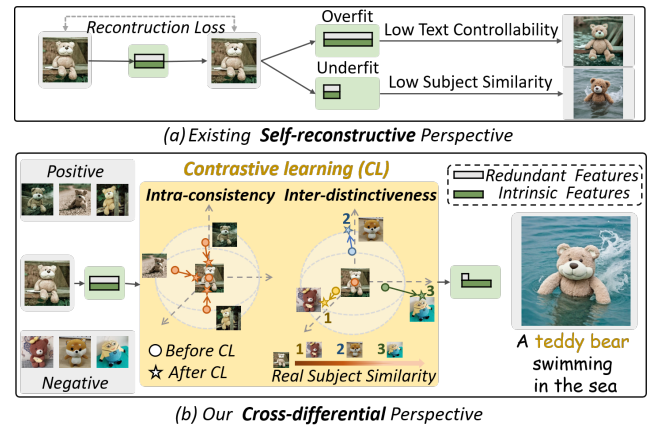 Reconstruction Loss
Overfit
Low Text Controllability
Underfit
Low Subject Similarity
(a) Existing Self-reconstructive Perspective
Positive
Contrastive learning (CL)
Redundant Features
Intrinsic Features
Intra-consistency
Inter-distinctiveness
2
3
1
Before CL
After CL
1 2 3
Real Subject Similarity
Negative
A teddy bear
swimming
in the sea
(b) Our Cross-differential Perspective